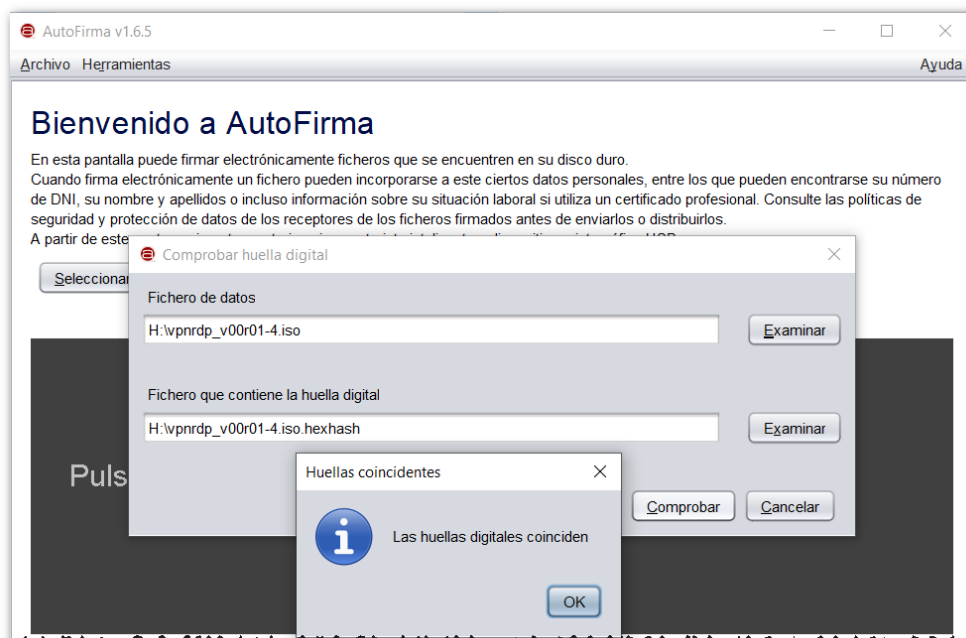 AutoFirma v1.6.5
Archivo Herramientas Ayuda
Bienvenido a AutoFirma
En esta pantalla puede firmar electrónicamente ficheros que se encuentren en su disco duro.
Cuando firma electrónicamente un fichero pueden incorporarse a este ciertos datos personales, entre los que pueden encontrarse su número
de DNI, su nombre y apellidos o incluso información sobre su situación laboral si utiliza un certificado profesional. Consulte las políticas de
seguridad y protección de datos de los receptores de los ficheros firmados antes de enviarlos o distribuirlos.
A partir de este
Seleccionar
Comprobar huella digital
Fichero de datos
H:\vpnrdp_v00r01-4.iso
Examinar
Fichero que contiene la huella digital
H:\vpnrdp_v00r01-4.iso.hexhash
Examinar
Puls
Huellas coincidentes
Las huellas digitales coinciden
OK
Comprobar
Cancelar